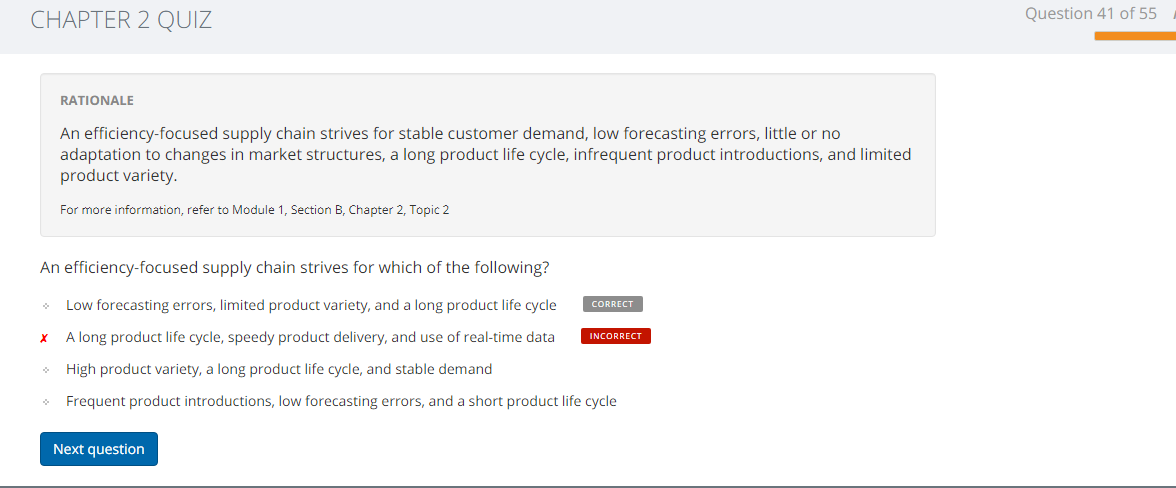 CHAPTER 2 QUIZ
Question 41 of 55
RATIONALE
An efficiency-focused supply chain strives for stable customer demand, low forecasting errors, little or no
adaptation to changes in market structures, a long product life cycle, infrequent product introductions, and limited
product variety.
For more information, refer to Module 1, Section B, Chapter 2, Topic 2
An efficiency-focused supply chain strives for which of the following?
Low forecasting errors, limited product variety, and a long product life cycle CORRECT
✗ A long product life cycle, speedy product delivery, and use of real-time data INCORRECT
High product variety, a long product life cycle, and stable demand
Frequent product introductions, low forecasting errors, and a short product life cycle
Next question